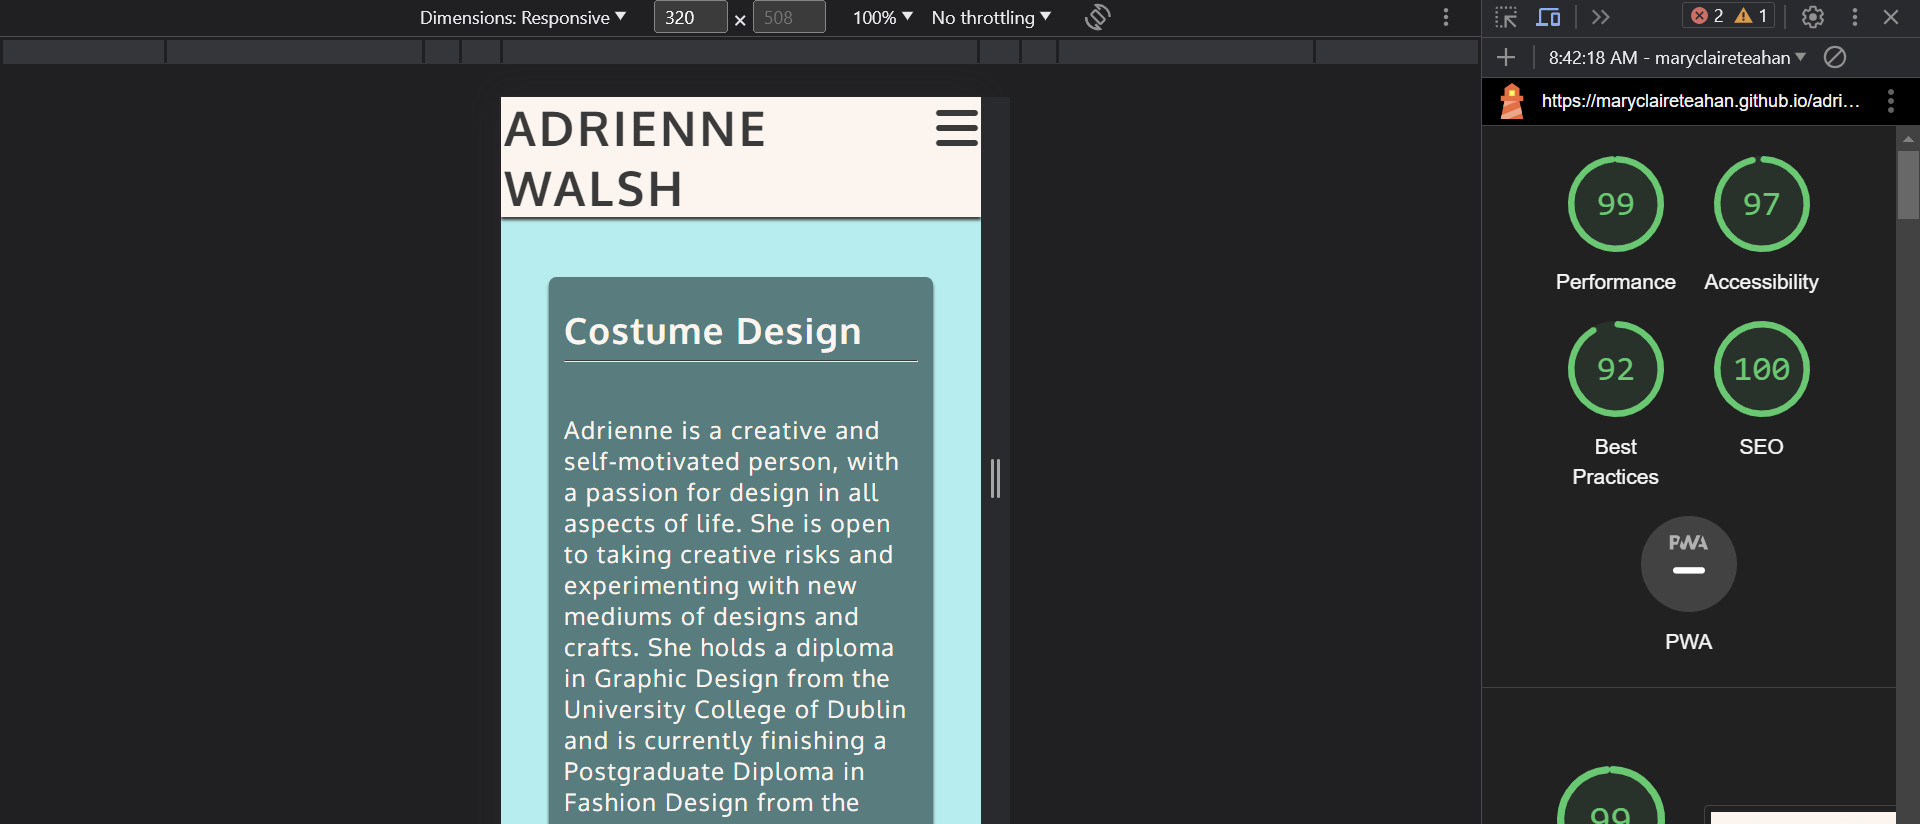 Dimensions: Responsive ▼ 320 × 508 100% ▼ No throttling ▼
2 1
8:42:18 AM - maryclaireteahan ▼
https://maryclaireteahan.github.io/adri…
ADRIENNE
WALSH
Costume Design
Adrienne is a creative and
self-motivated person, with
a passion for design in all
aspects of life. She is open
to taking creative risks and
experimenting with new
mediums of designs and
crafts. She holds a diploma
in Graphic Design from the
University College of Dublin
and is currently finishing a
Postgraduate Diploma in
Fashion Design from the
99 97
Performance Accessibility
92 100
Best
Practices
SEO
PWA
PWA
99